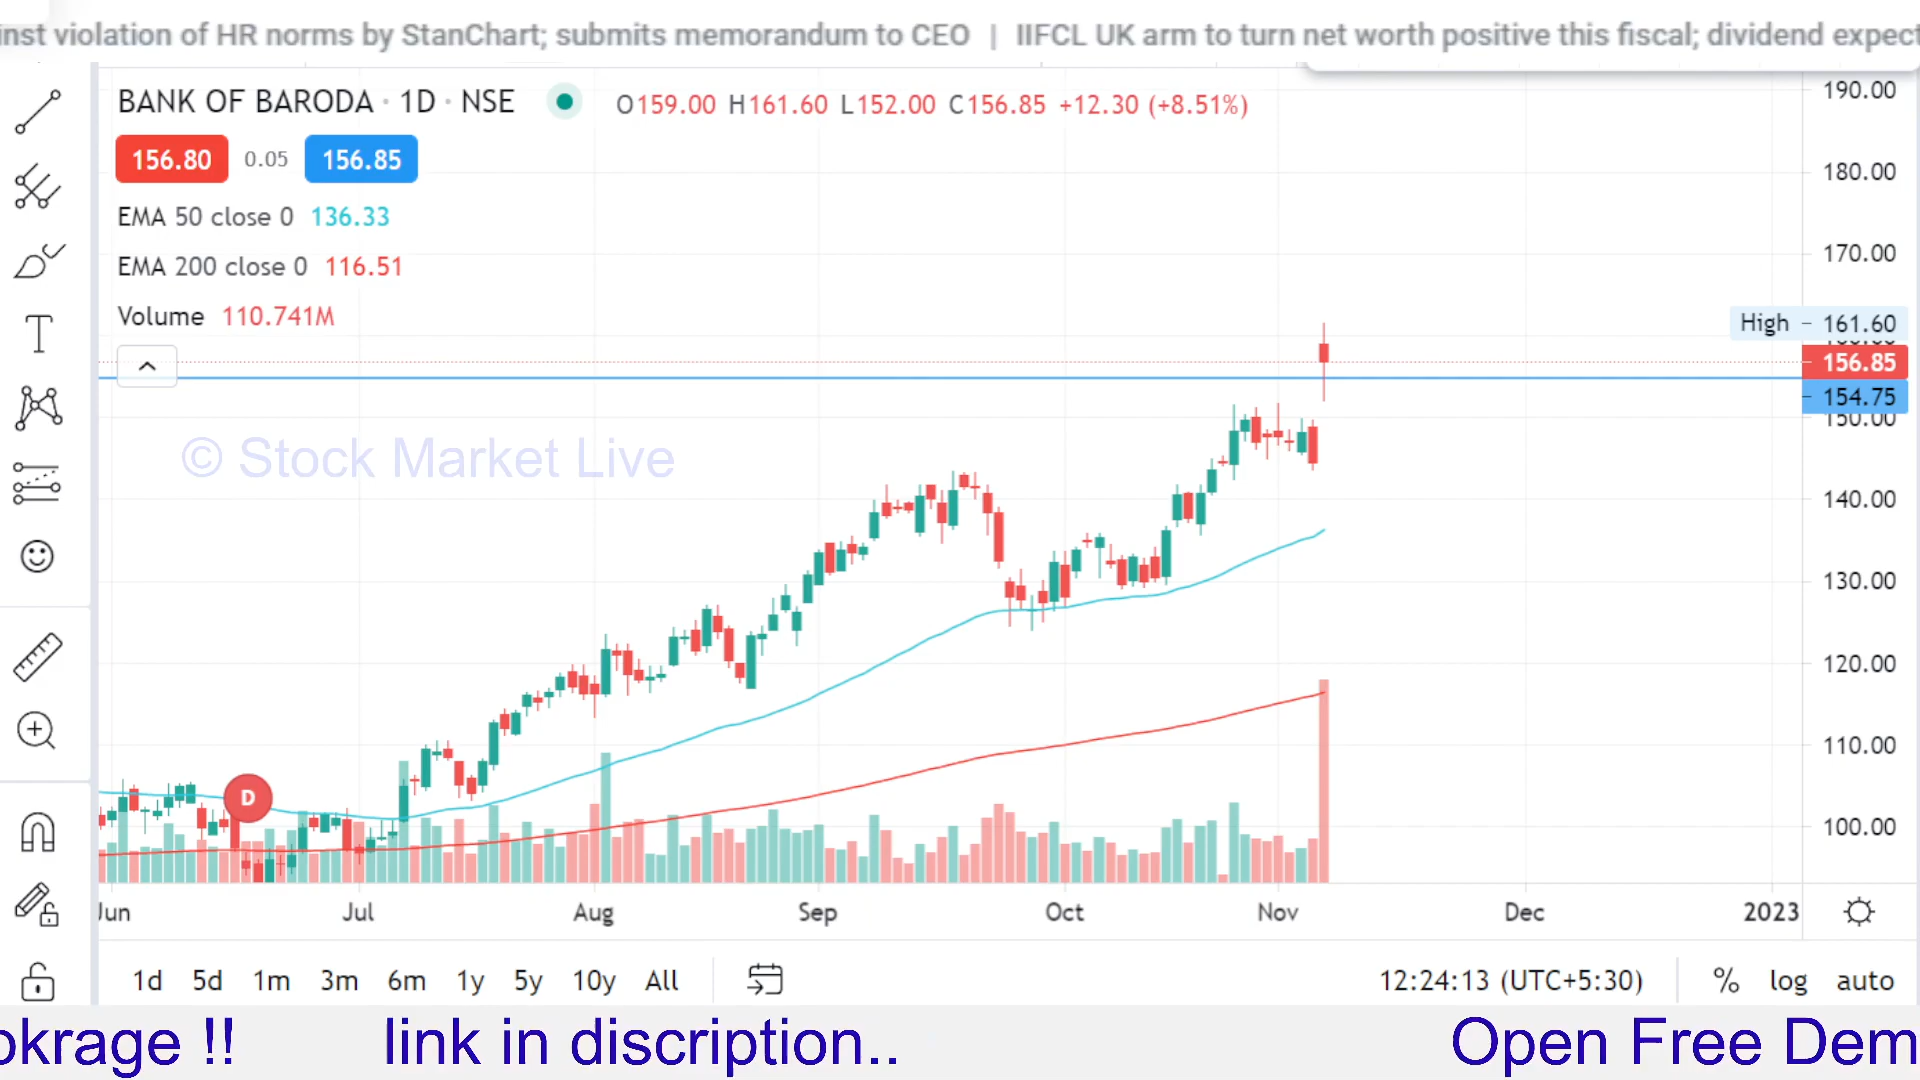 inst violation of HR norms by StanChart; submits memorandum to CEO | IIFCL UK arm to turn net worth positive this fiscal; dividend expect
BANK OF BARODA · 1D · NSE O159.00 H161.60 L152.00 C156.85 +12.30 (+8.51%)
156.80 0.05 156.85
EMA 50 close 0 136.33
EMA 200 close 0 116.51
Volume 110.741M
190.00
180.00
170.00
High 161.60
156.85
154.75
150.00
140.00
130.00
120.00
110.00
100.00
© Stock Market Live
D
Jun Jul Aug Sep Oct Nov Dec 2023
1d 5d 1m 3m 6m 1y 5y 10y All 12:24:13 (UTC+5:30) % log auto
okrage !! link in discription.. Open Free Dem